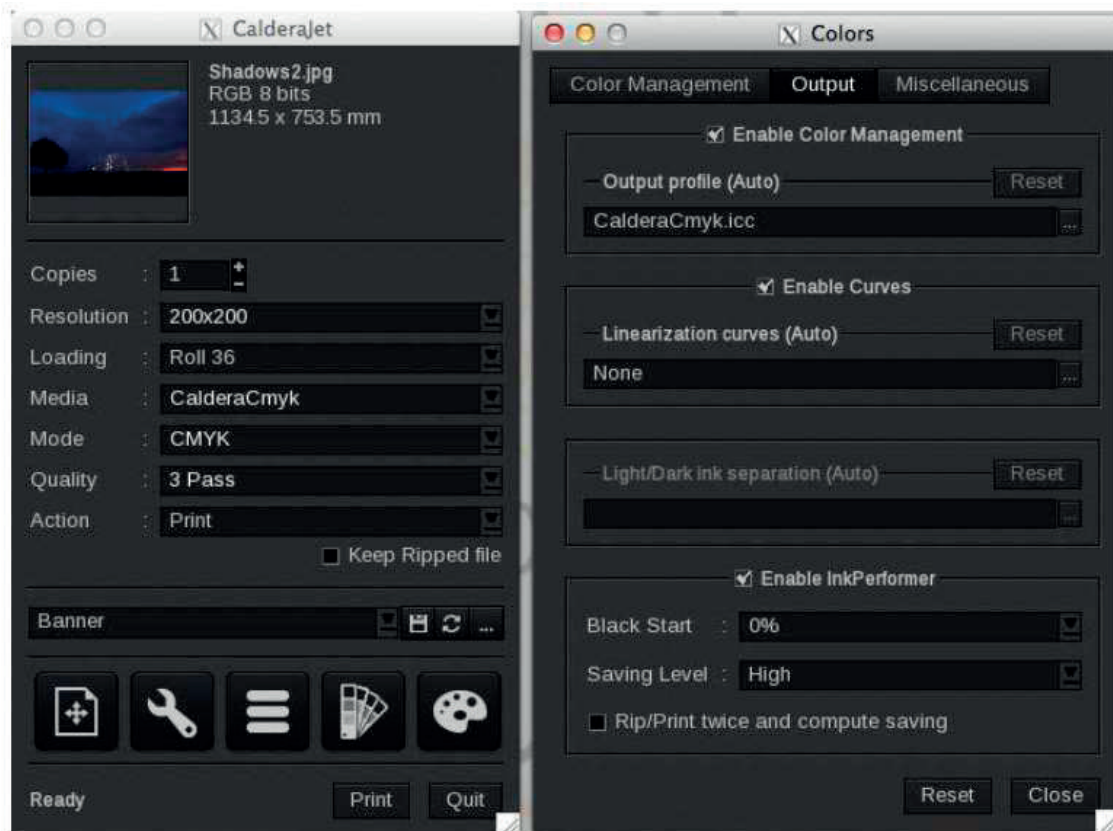 CalderaJet
Shadows2.jpg
RGB 8 bits
1134.5 x 753.5 mm
Copies : 1
Resolution : 200x200
Loading : Roll 36
Media : CalderaCmyk
Mode : CMYK
Quality : 3 Pass
Action : Print
Keep Ripped file
Banner
...
Ready
Print
Quit
Colors
Color Management
Output
Miscellaneous
Enable Color Management
Output profile (Auto)
Reset
CalderaCmyk.icc
...
Enable Curves
Linearization curves (Auto)
Reset
None
...
Light/Dark ink separation (Auto)
Reset
...
Enable InkPerformer
Black Start : 0%
Saving Level : High
Rip/Print twice and compute saving
Reset
Close